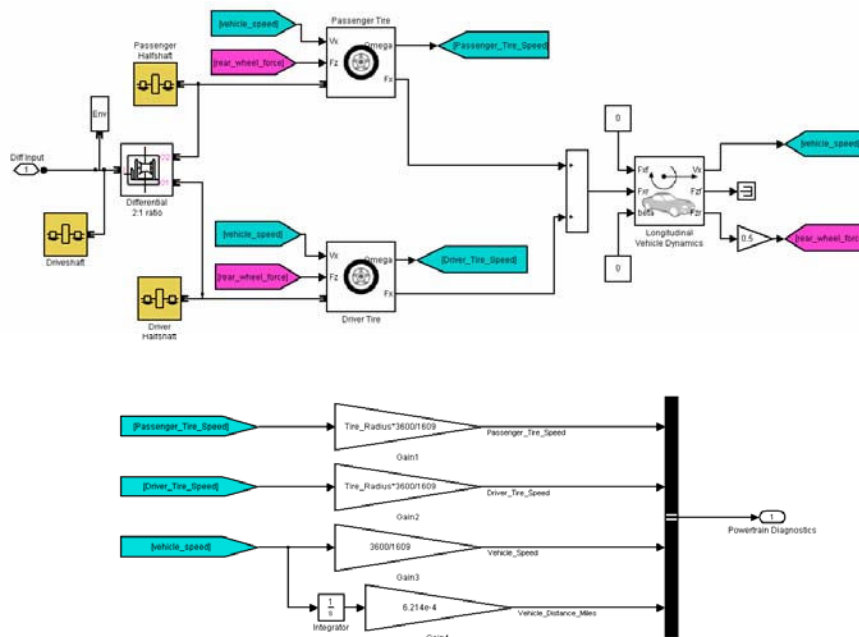 Passenger Tire
[vehicle_speed]
Vx
Omega
[Passenger_Tire_Speed]
Passenger
Halfshaft
[rear_wheel_force]
Fz
Fx
Env
0
Diff Input
1
Differential
2:1 ratio
+
+
Fxf
Vx
[vehicle_speed]
Fxr
Fzf
beta
Fzr
Longitudinal
Vehicle Dynamics
0.5
[rear_wheel_force]
0
Driveshaft
[vehicle_speed]
Vx
Omega
[Driver_Tire_Speed]
[rear_wheel_force]
Fz
Fx
Driver
Halfshaft
Driver Tire
[Passenger_Tire_Speed]
Tire_Radius*3600/1609
Passenger_Tire_Speed
Gain1
[Driver_Tire_Speed]
Tire_Radius*3600/1609
Driver_Tire_Speed
Gain2
1
Powertrain Diagnostics
[vehicle_speed]
3600/1609
Vehicle_Speed
Gain3
1
s
Integrator
6.214e-4
Vehicle_Distance_Miles